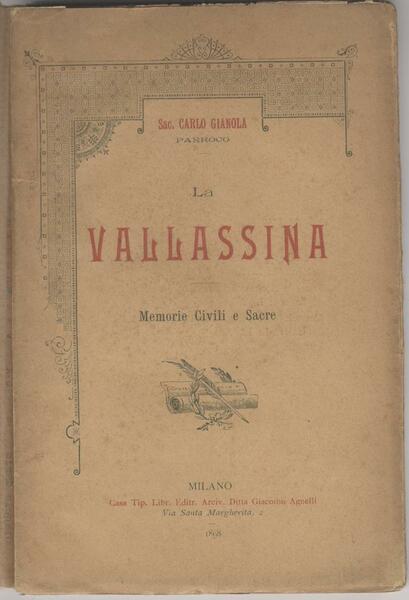 Sac. CARLO GIANOLA
PARROCO
La
VALLASSINA
Memorie Civili e Sacre
MILANO
Casa Tip. Libr. Editr. Arciv. Ditta Giacomo Agnelli
Via Santa Margherita, 2
1898